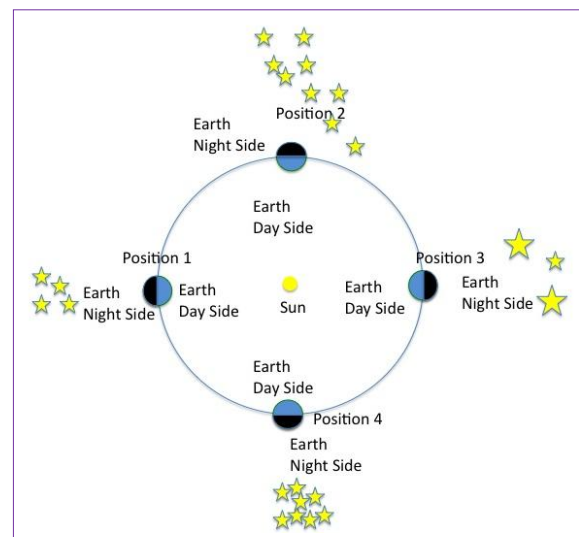 Position 2
Earth
Night Side
Earth
Day Side
Position 1
Earth
Night Side
Earth
Day Side
Sun
Earth
Day Side
Position 3
Earth
Night Side
Earth
Day Side
Position 4
Earth
Night Side